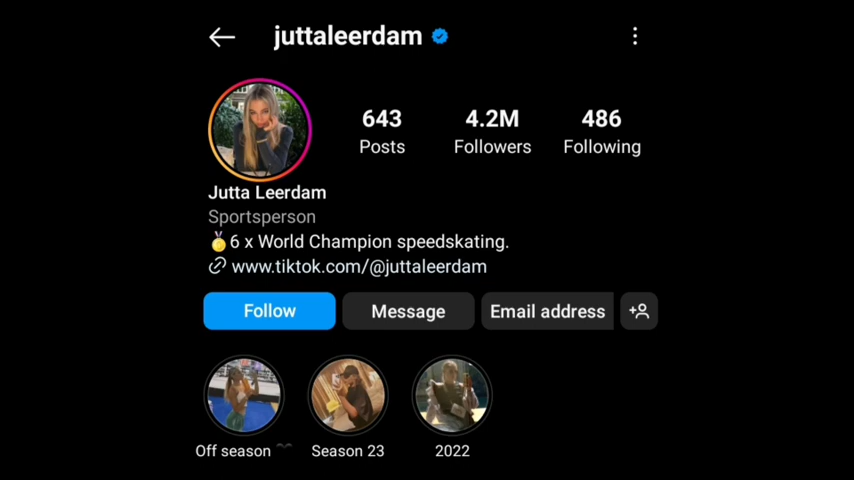 juttaleerdam
643 4.2M 486
Posts Followers Following
Jutta Leerdam
Sportsperson
🏅6 x World Champion speedskating.
www.tiktok.com/@juttaleerdam
Follow Message Email address
Off season Season 23 2022